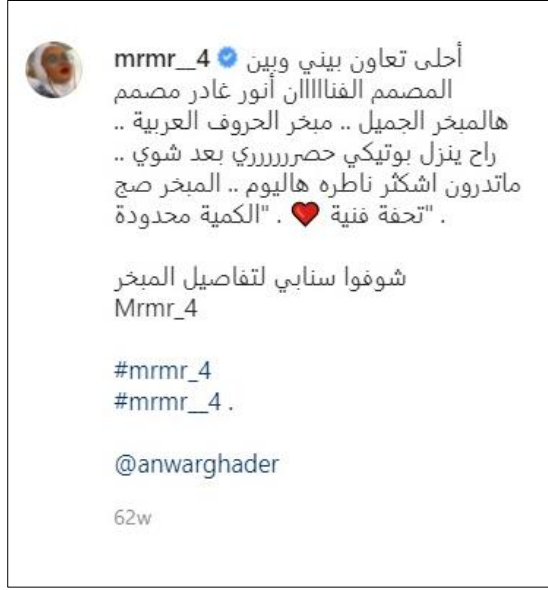 mrmr__4 أحلى تعاون بيني وبين
المصمم الفنااااان أنور غادر مصمم
هالمبخر الجميل .. مبخر الحروف العربية ..
راح ينزل بوتيكي حصرررررري بعد شوي ..
ماتدرون اشكثر ناطره هاليوم .. المبخر صج
"تحفة فنية ❤️ . "الكمية محدودة .
شوفوا سنابي لتفاصيل المبخر
Mrmr_4
#mrmr_4
#mrmr__4 .
@anwarghader
62w